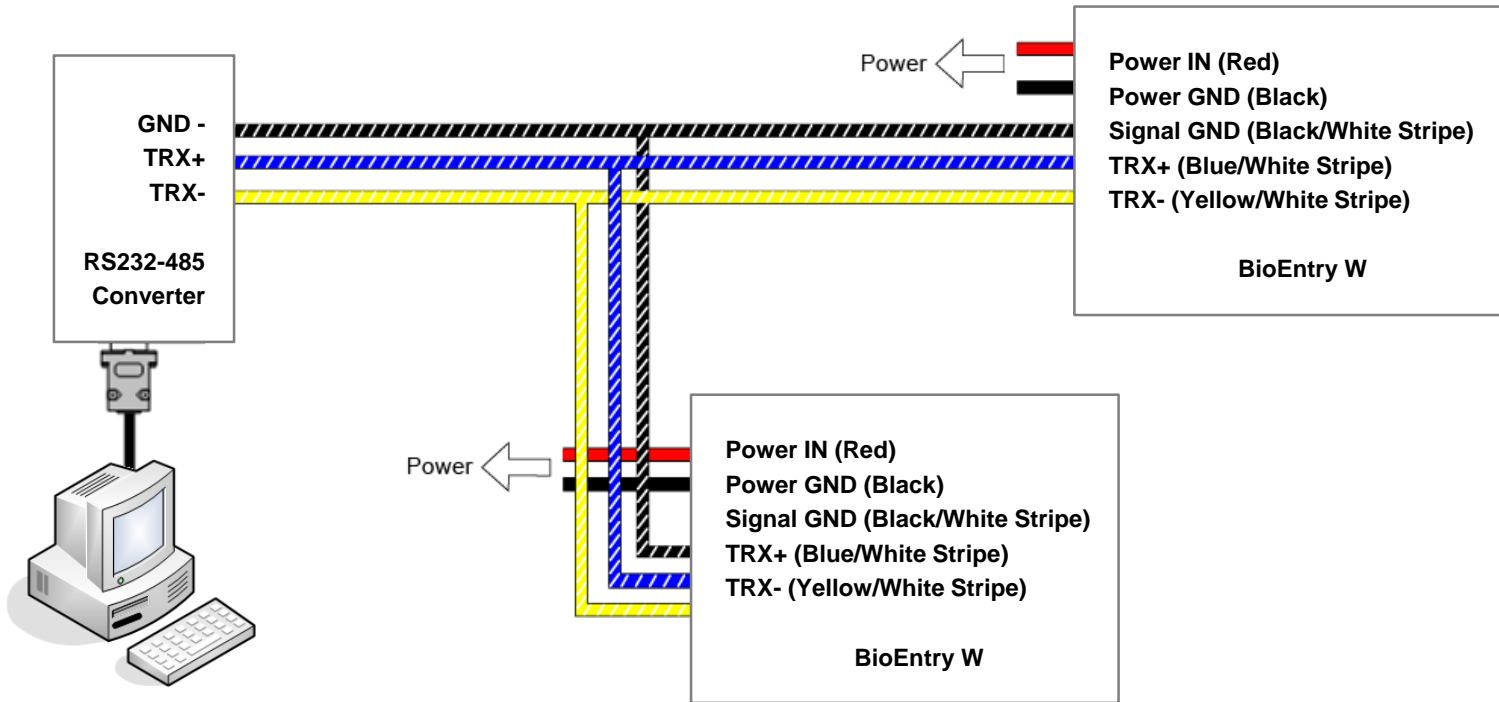 GND -
TRX+
TRX-
RS232-485
Converter
Power
Power IN (Red)
Power GND (Black)
Signal GND (Black/White Stripe)
TRX+ (Blue/White Stripe)
TRX- (Yellow/White Stripe)
BioEntry W
Power
Power IN (Red)
Power GND (Black)
Signal GND (Black/White Stripe)
TRX+ (Blue/White Stripe)
TRX- (Yellow/White Stripe)
BioEntry W